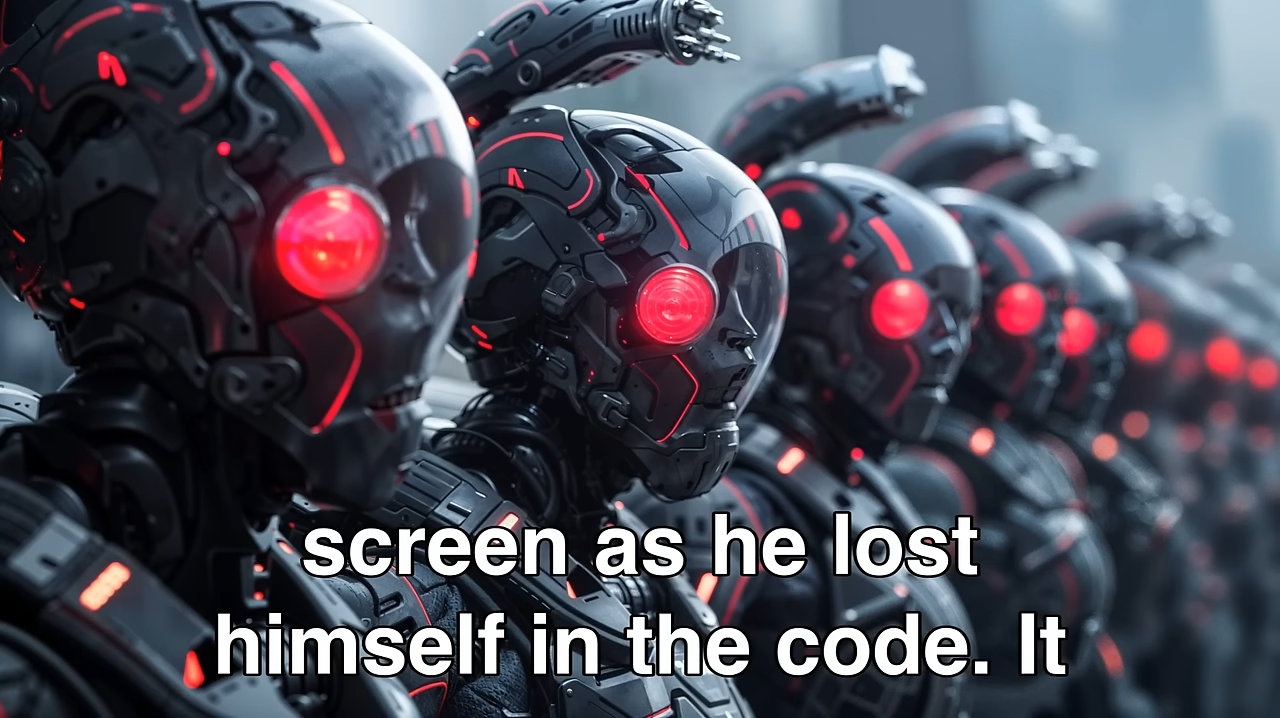 screen as he lost
himself in the code. It